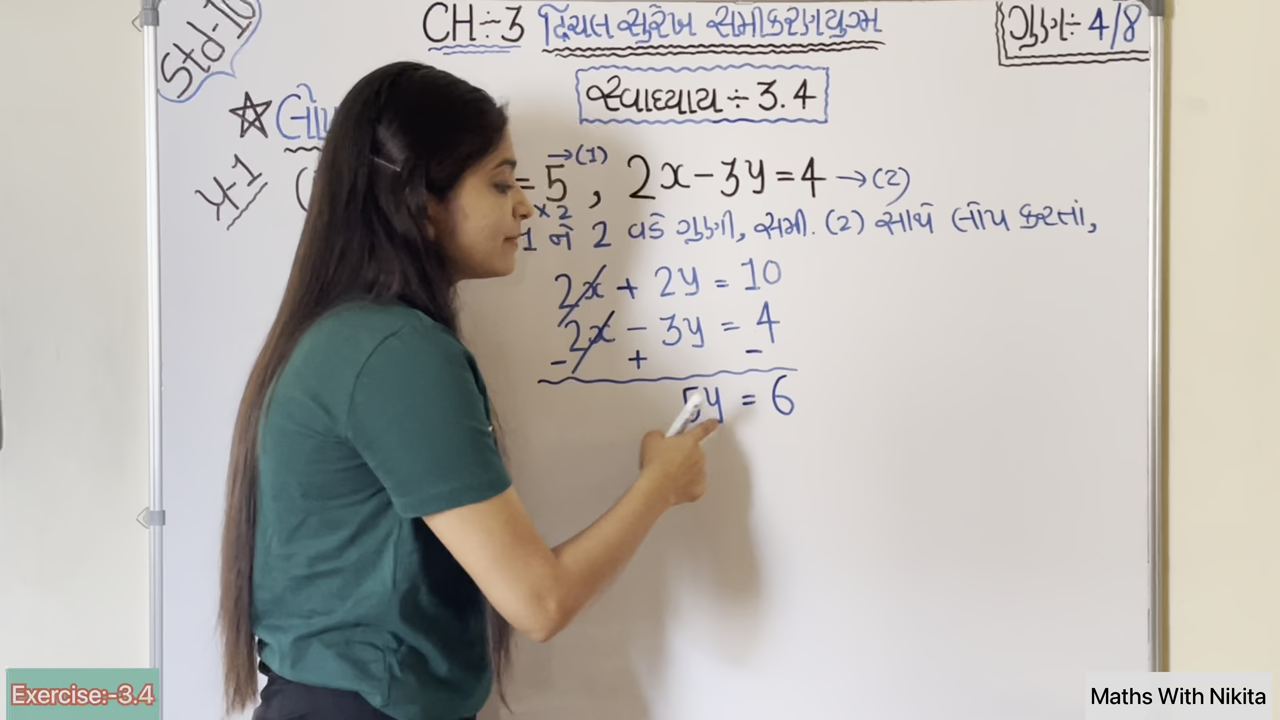 Std-10
CH÷3 દ્વિચલ સુરેખ સમીકરણયુગ્મ
ગુણ÷ 4/8
સ્વાધ્યાય÷3.4
પ્ર-1 = 5 →(1) , 2x-3y=4 →(2)
×2
1 ને 2 વડે ગુણી, સમી. (2) સાથે લોપ કરતાં,
2x + 2y = 10
2x - 3y = 4
- + -
5y = 6
Exercise:-3.4
Maths With Nikita